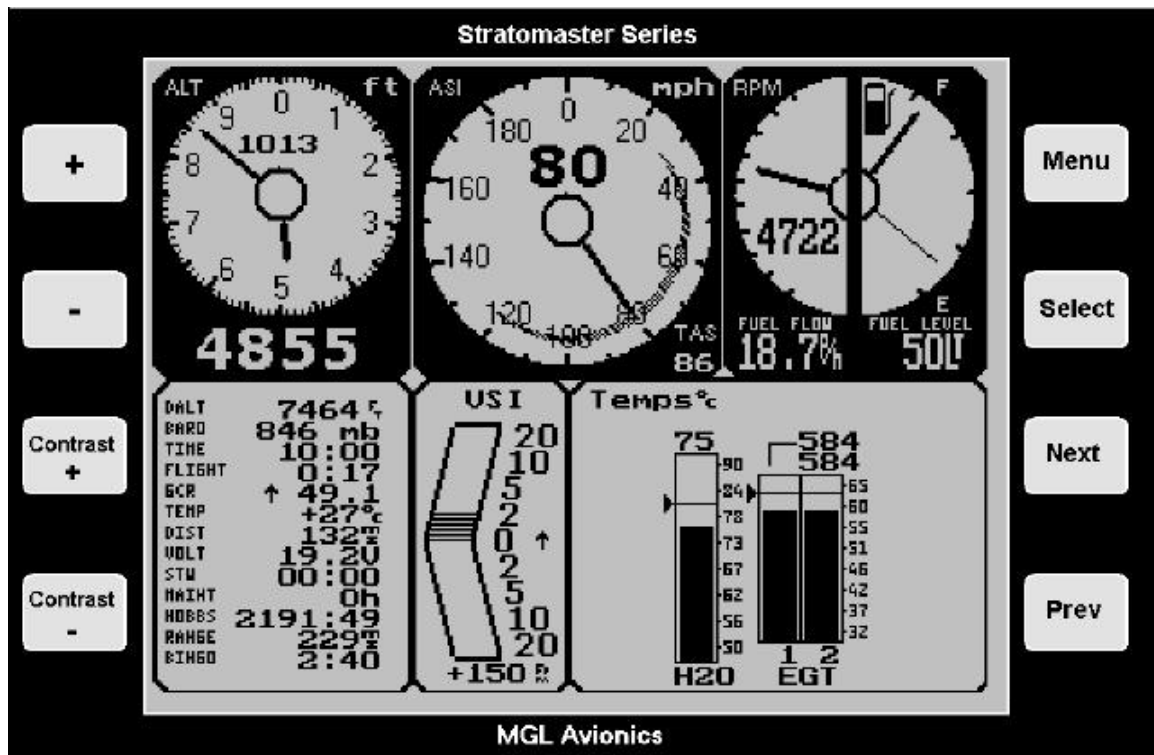 Stratomaster Series
+
-
Contrast
+
Contrast
-
Menu
Select
Next
Prev
ALT ft
0
1
2
3
4
5
6
7
8
9
1013
4855
ASI mph
0
20
40
60
80
100
120
140
160
180
80
TAS
86
RPM
F
4722
E
FUEL FLOW FUEL LEVEL
18.7 50LT
DALT 7464
BARO 846 mb
TIME 10:00
FLIGHT 0:17
GCR ↑ 49.1
TEMP +27°c
DIST 132
VOLT 19.2V
STW 00:00
MAINT 0h
HOBBS 2191:49
RANGE 229
BINGO 2:40
VSI
20
10
5
2
0 ↑
2
5
10
20
+150
Temps°c
75
90
84
78
73
67
62
56
50
H2O
584
584
65
60
55
51
46
42
37
32
1 2
EGT
MGL Avionics